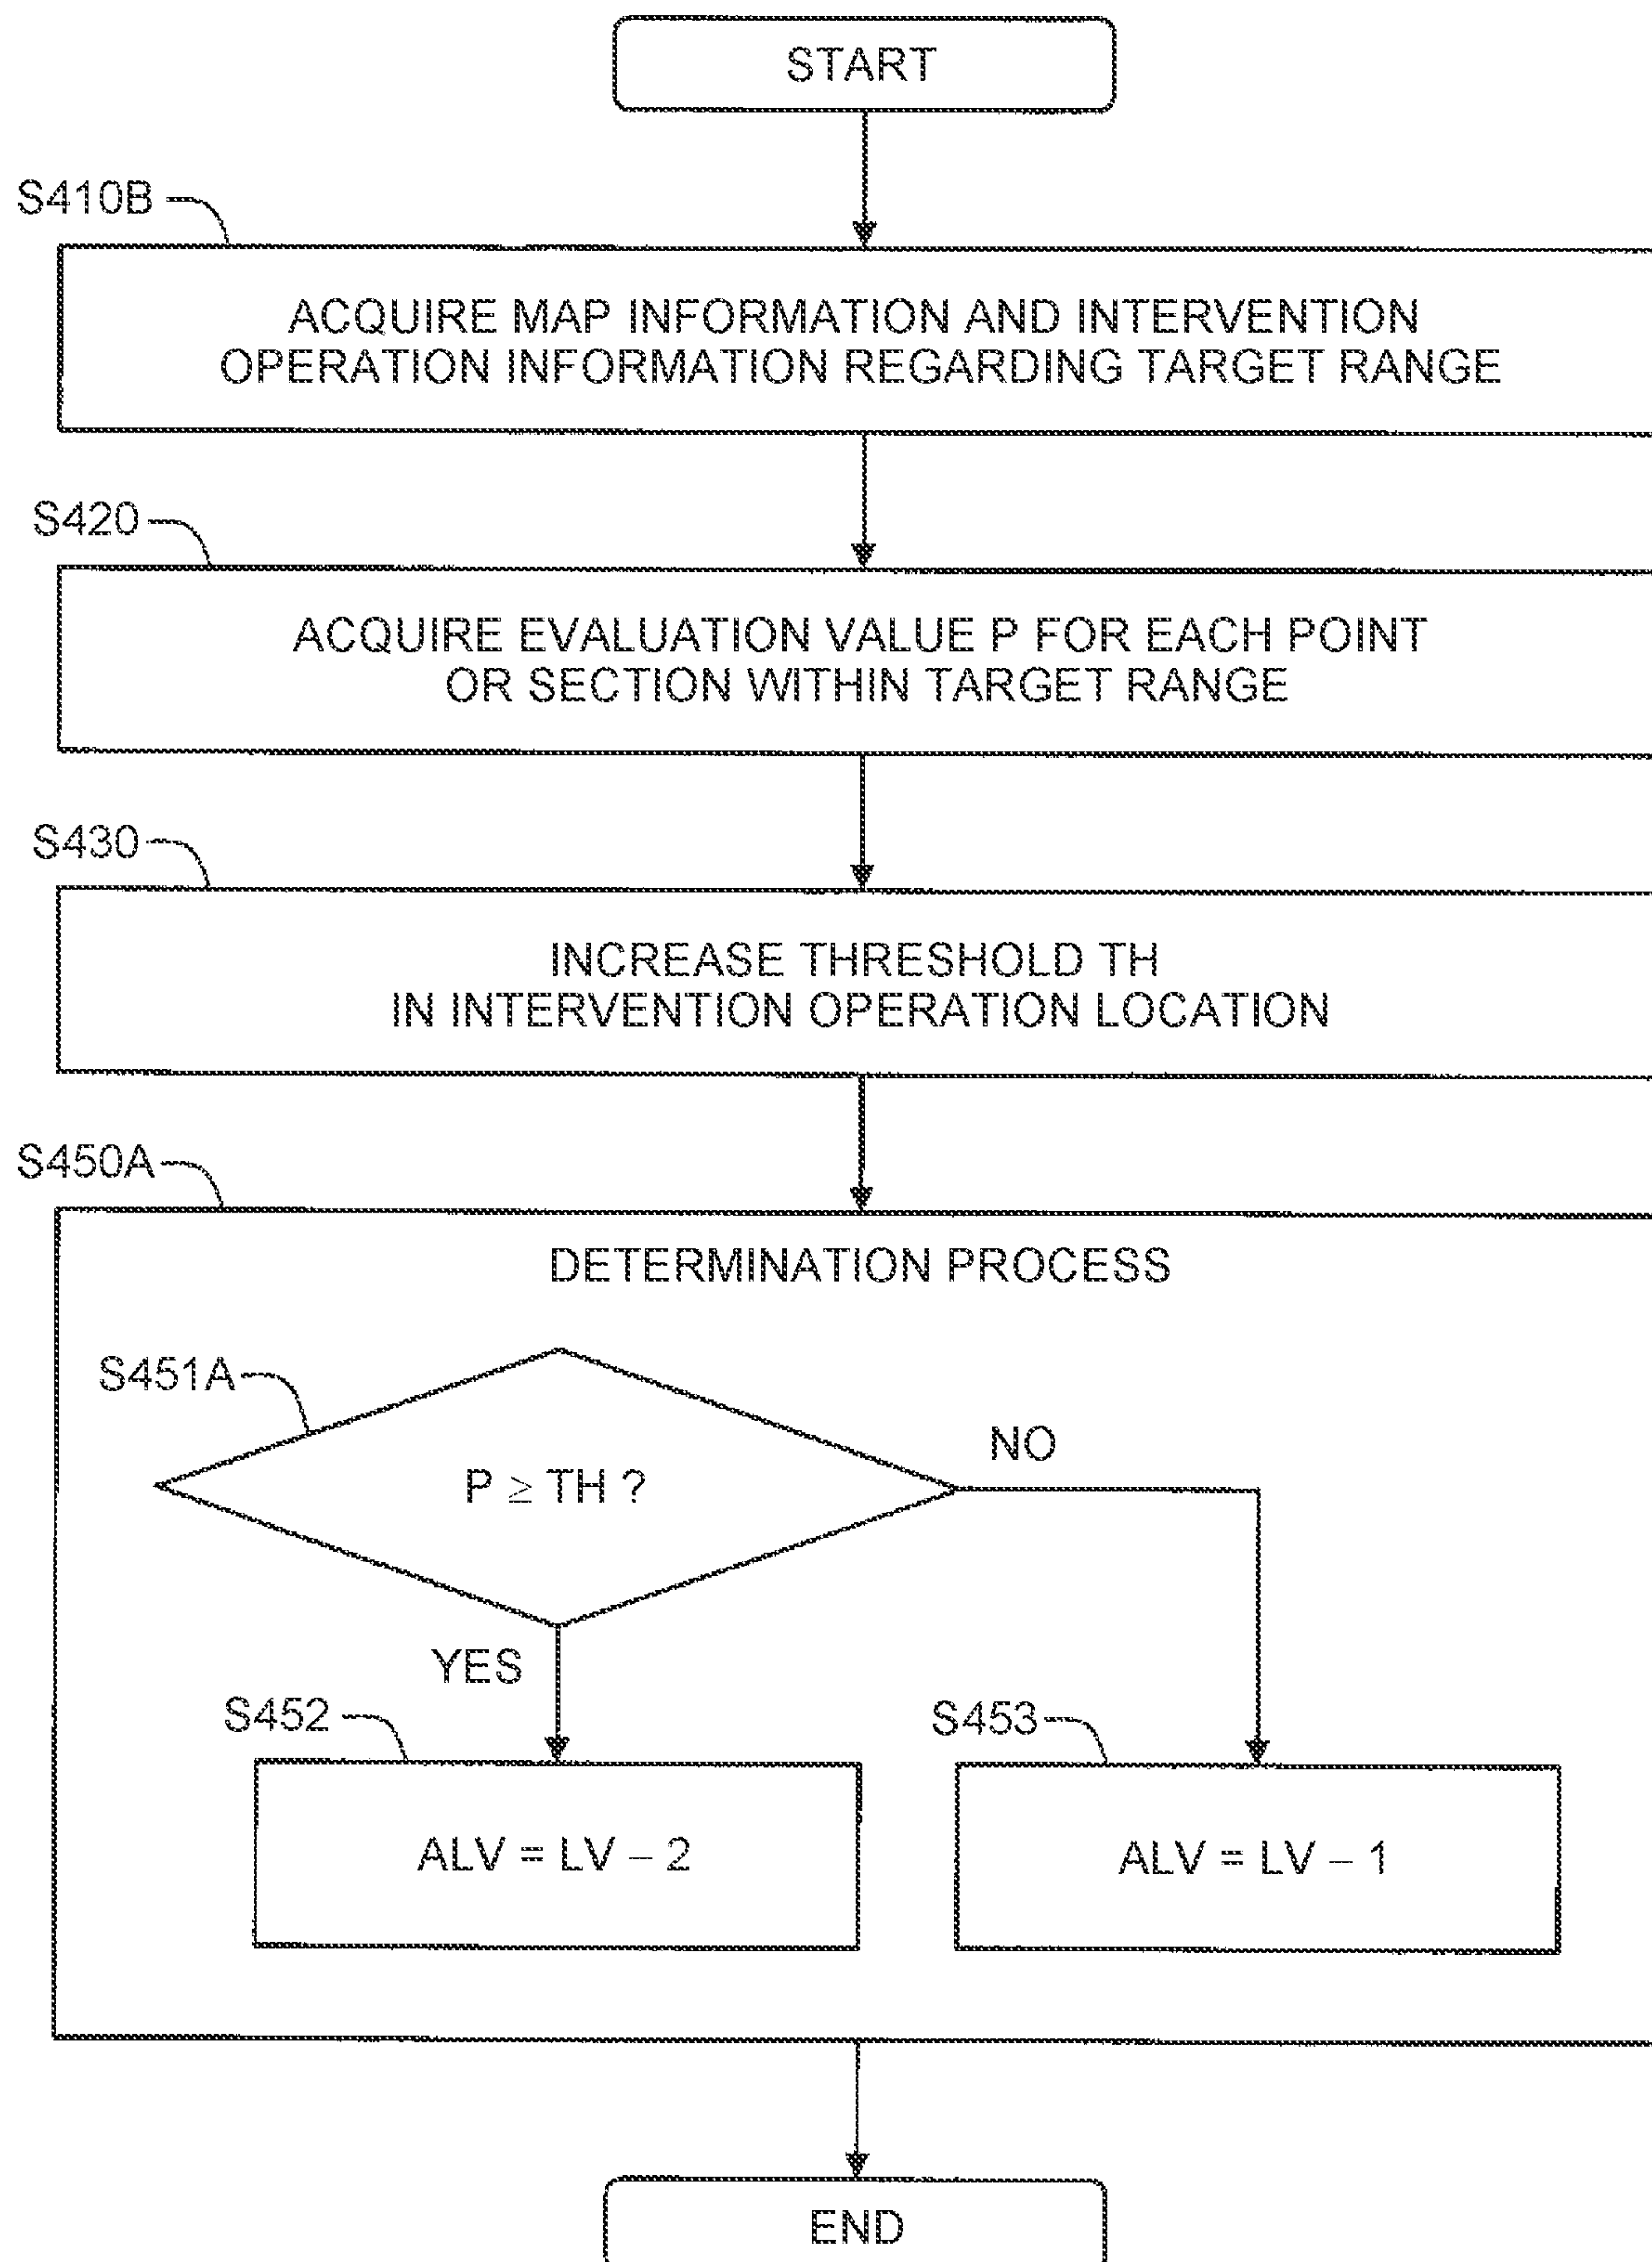 START
S410B
ACQUIRE MAP INFORMATION AND INTERVENTION
OPERATION INFORMATION REGARDING TARGET RANGE
S420
ACQUIRE EVALUATION VALUE P FOR EACH POINT
OR SECTION WITHIN TARGET RANGE
S430
INCREASE THRESHOLD TH
IN INTERVENTION OPERATION LOCATION
S450A
DETERMINATION PROCESS
S451A
P ≥ TH ?
NO
YES
S452
ALV = LV – 2
S453
ALV = LV – 1
END